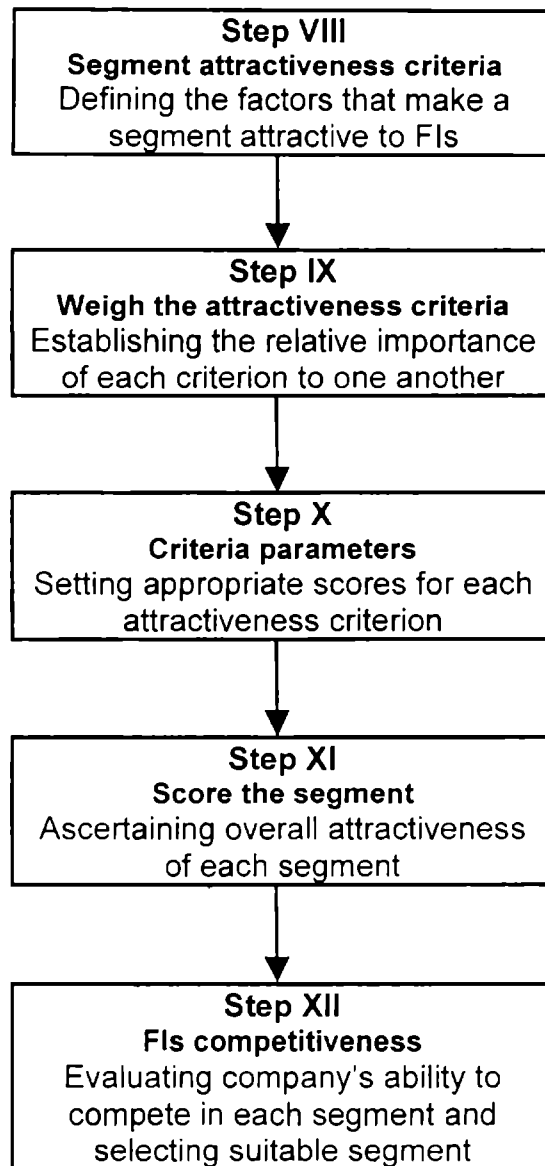 Step VIII
Segment attractiveness criteria
Defining the factors that make a
segment attractive to FIs
Step IX
Weigh the attractiveness criteria
Establishing the relative importance
of each criterion to one another
Step X
Criteria parameters
Setting appropriate scores for each
attractiveness criterion
Step XI
Score the segment
Ascertaining overall attractiveness
of each segment
Step XII
FIs competitiveness
Evaluating company's ability to
compete in each segment and
selecting suitable segment